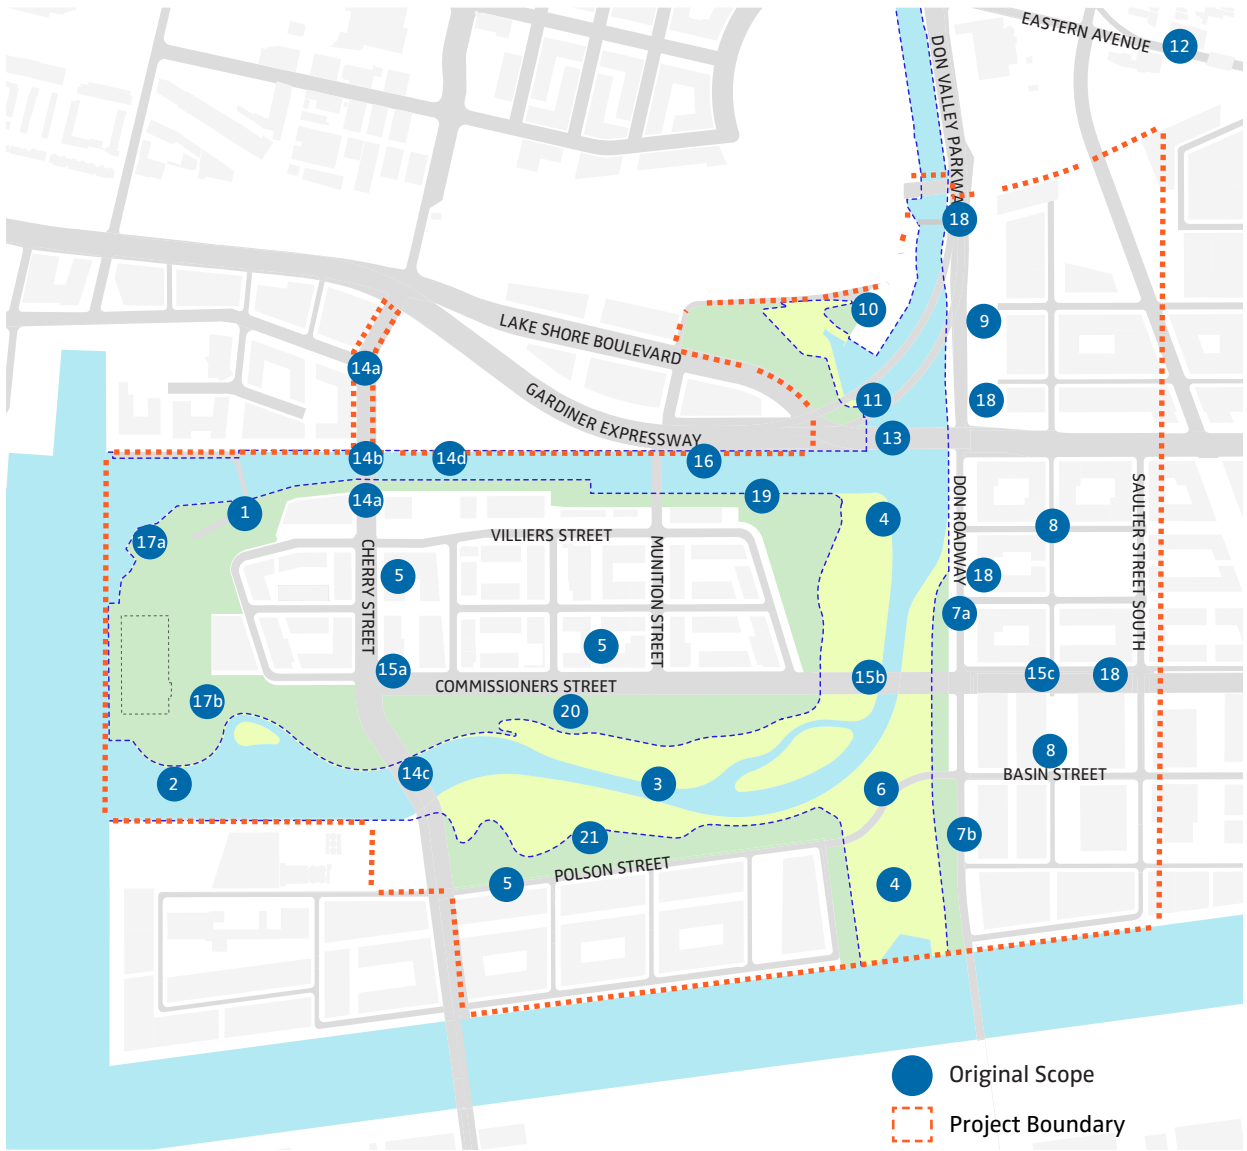 EASTERN AVENUE
12
DON VALLEY PARKWA
18
10
9
LAKE SHORE BOULEVARD
14a
GARDINER EXPRESSWAY
11
18
13
14b
14d
16
14a
19
1
4
DON ROADWAY
8
SAULTER STREET SOUTH
17a
VILLIERS STREET
CHERRY STREET
5
MUNITION STREET
18
7a
5
15a
COMMISSIONERS STREET
15b
15c
18
17b
20
8
BASIN STREET
14c
2
3
6
21
7b
POLSON STREET
5
4
Original Scope
Project Boundary